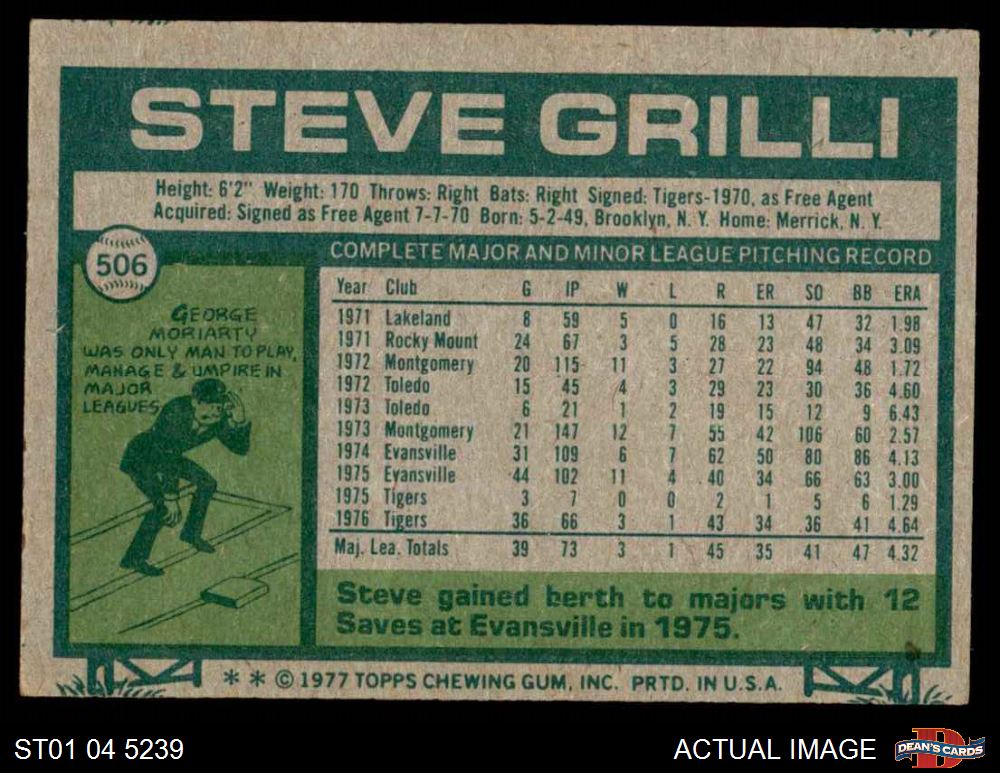 STEVE GRILLI
Height: 6'2" Weight: 170 Throws: Right Bats: Right Signed: Tigers-1970, as Free Agent
Acquired: Signed as Free Agent 7-7-70 Born: 5-2-49, Brooklyn, N. Y. Home: Merrick, N. Y.
506
GEORGE
MORIARTY
WAS ONLY MAN TO PLAY,
MANAGE & UMPIRE IN
MAJOR
LEAGUES
COMPLETE MAJOR AND MINOR LEAGUE PITCHING RECORD
Year Club G IP W L R ER SO BB ERA
1971 Lakeland 8 59 5 0 16 13 47 32 1.98
1971 Rocky Mount 24 67 3 5 28 23 48 34 3.09
1972 Montgomery 20 115 11 3 27 22 94 48 1.72
1972 Toledo 15 45 4 3 29 23 30 36 4.60
1973 Toledo 6 21 1 2 19 15 12 9 6.43
1973 Montgomery 21 147 12 7 55 42 106 60 2.57
1974 Evansville 31 109 6 7 62 50 80 86 4.13
1975 Evansville 44 102 11 4 40 34 66 63 3.00
1975 Tigers 3 7 0 0 2 1 5 6 1.29
1976 Tigers 36 66 3 1 43 34 36 41 4.64
Maj. Lea. Totals 39 73 3 1 45 35 41 47 4.32
Steve gained berth to majors with 12
Saves at Evansville in 1975.
* * © 1977 TOPPS CHEWING GUM, INC. PRTD. IN U.S.A.
ST01 04 5239
ACTUAL IMAGE
D
DEAN'S CARDS